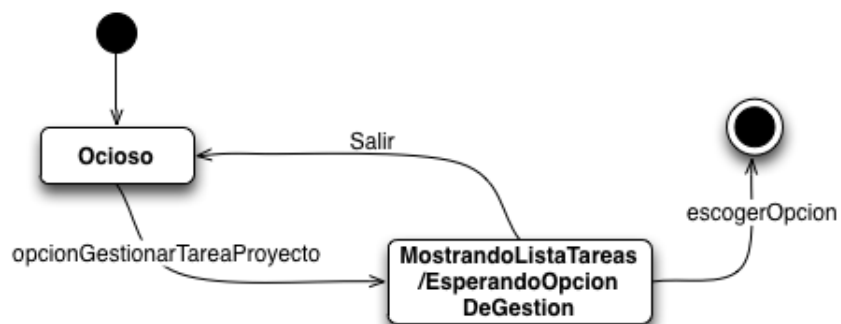 Ocioso
Salir
escogerOpcion
opcionGestionarTareaProyecto
MostrandoListaTareas
/EsperandoOpcion
DeGestion